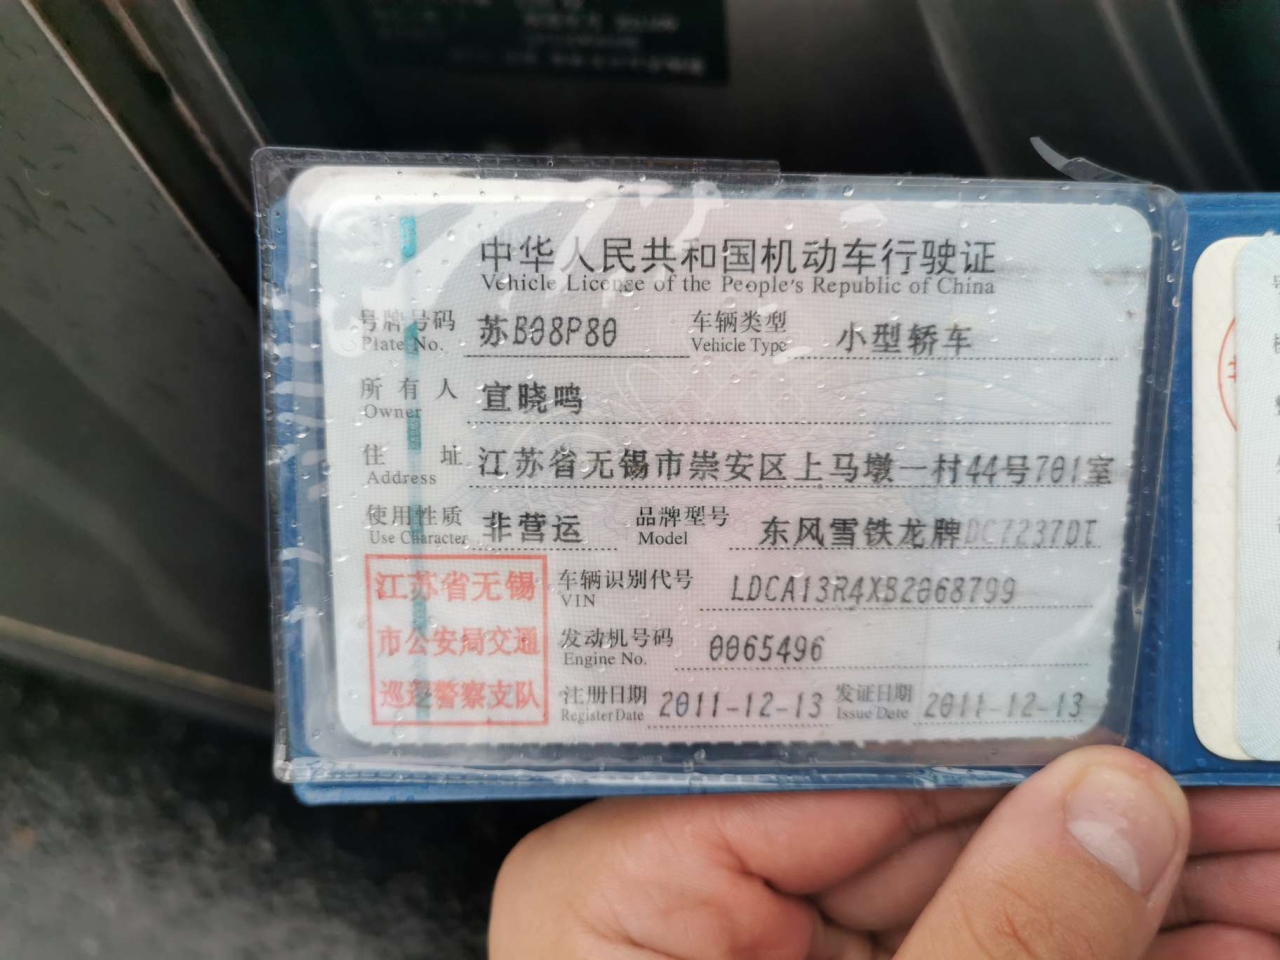 中华人民共和国机动车行驶证
Vehicle License of the People's Republic of China
号牌号码 苏B08P80 车辆类型 小型轿车
Plate No. Vehicle Type
所有人 宣晓鸣
Owner
住址 江苏省无锡市崇安区上马墩一村44号701室
Address
使用性质 非营运 品牌型号 东风雪铁龙牌DC7237DT
Use Character Model
江苏省无锡
市公安局交通
巡逻警察支队
车辆识别代号 LDCA13R4XB2068799
VIN
发动机号码 0065496
Engine No.
注册日期 2011-12-13 发证日期 2011-12-13
Register Date Issue Date